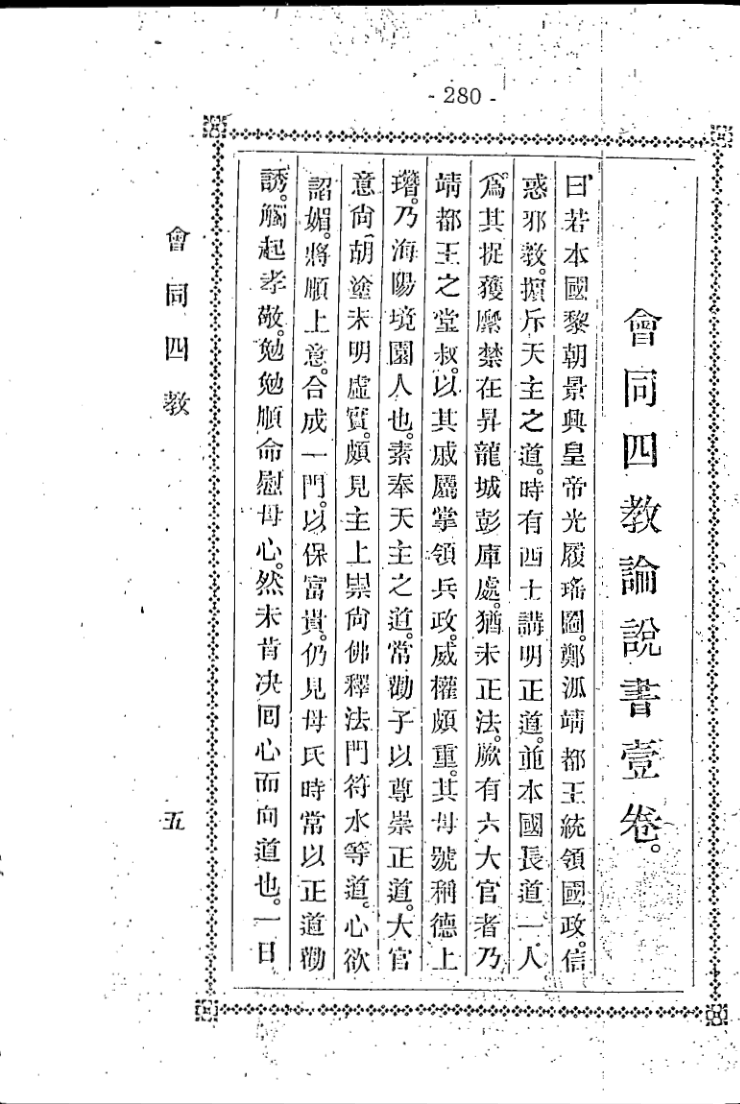 - 280 -
會同四教論說書壹卷。
曰若本國黎朝景興皇帝光履瑤圖。鄭派靖都王統領國政。信
惑邪教。擯斥天主之道。時有西士講明正道。並本國長道一人
爲其捉獲縻禁在昇龍城彭庫處。猶未正法。厥有六大官者乃
靖都王之堂叔。以其戚屬掌領兵政。威權頗重。其母號稱德上
瑨。乃海陽境園人也。素奉天主之道。常勸子以尊崇正道。大官
意尙胡塗未明虛實。頗見主上崇尙佛釋法門符水等道。心欲
諂媚。將順上意。合成一門。以保富貴。仍見母氏時常以正道勸
誘。觸起孝敬。勉勉順命慰母心。然未肯決回心而向道也。一日
會同四教
五